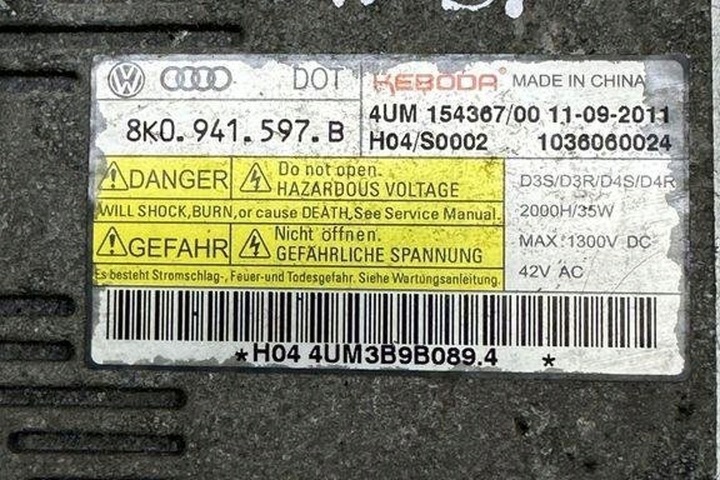 DOT KEBODA MADE IN CHINA
8K0.941.597.B
4UM 154367/00 11-09-2011
H04/S0002 1036060024
DANGER
Do not open.
HAZARDOUS VOLTAGE
WILL SHOCK, BURN, or cause DEATH, See Service Manual.
GEFAHR
Nicht öffnen.
GEFÄHRLICHE SPANNUNG
Es besteht Stromschlag-, Feuer-und Todesgefahr. Siehe Wartungsanleitung.
D3S/D3R/D4S/D4R
2000H/35W
MAX.1300V DC
42V AC
*H04 4UM3B9B089.4 *